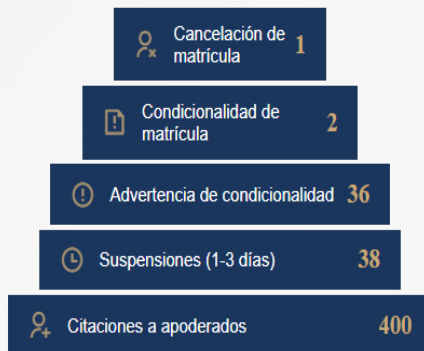 Cancelación de
matrícula 1
Condicionalidad de
matrícula 2
Advertencia de condicionalidad 36
Suspensiones (1-3 días) 38
Citaciones a apoderados 400